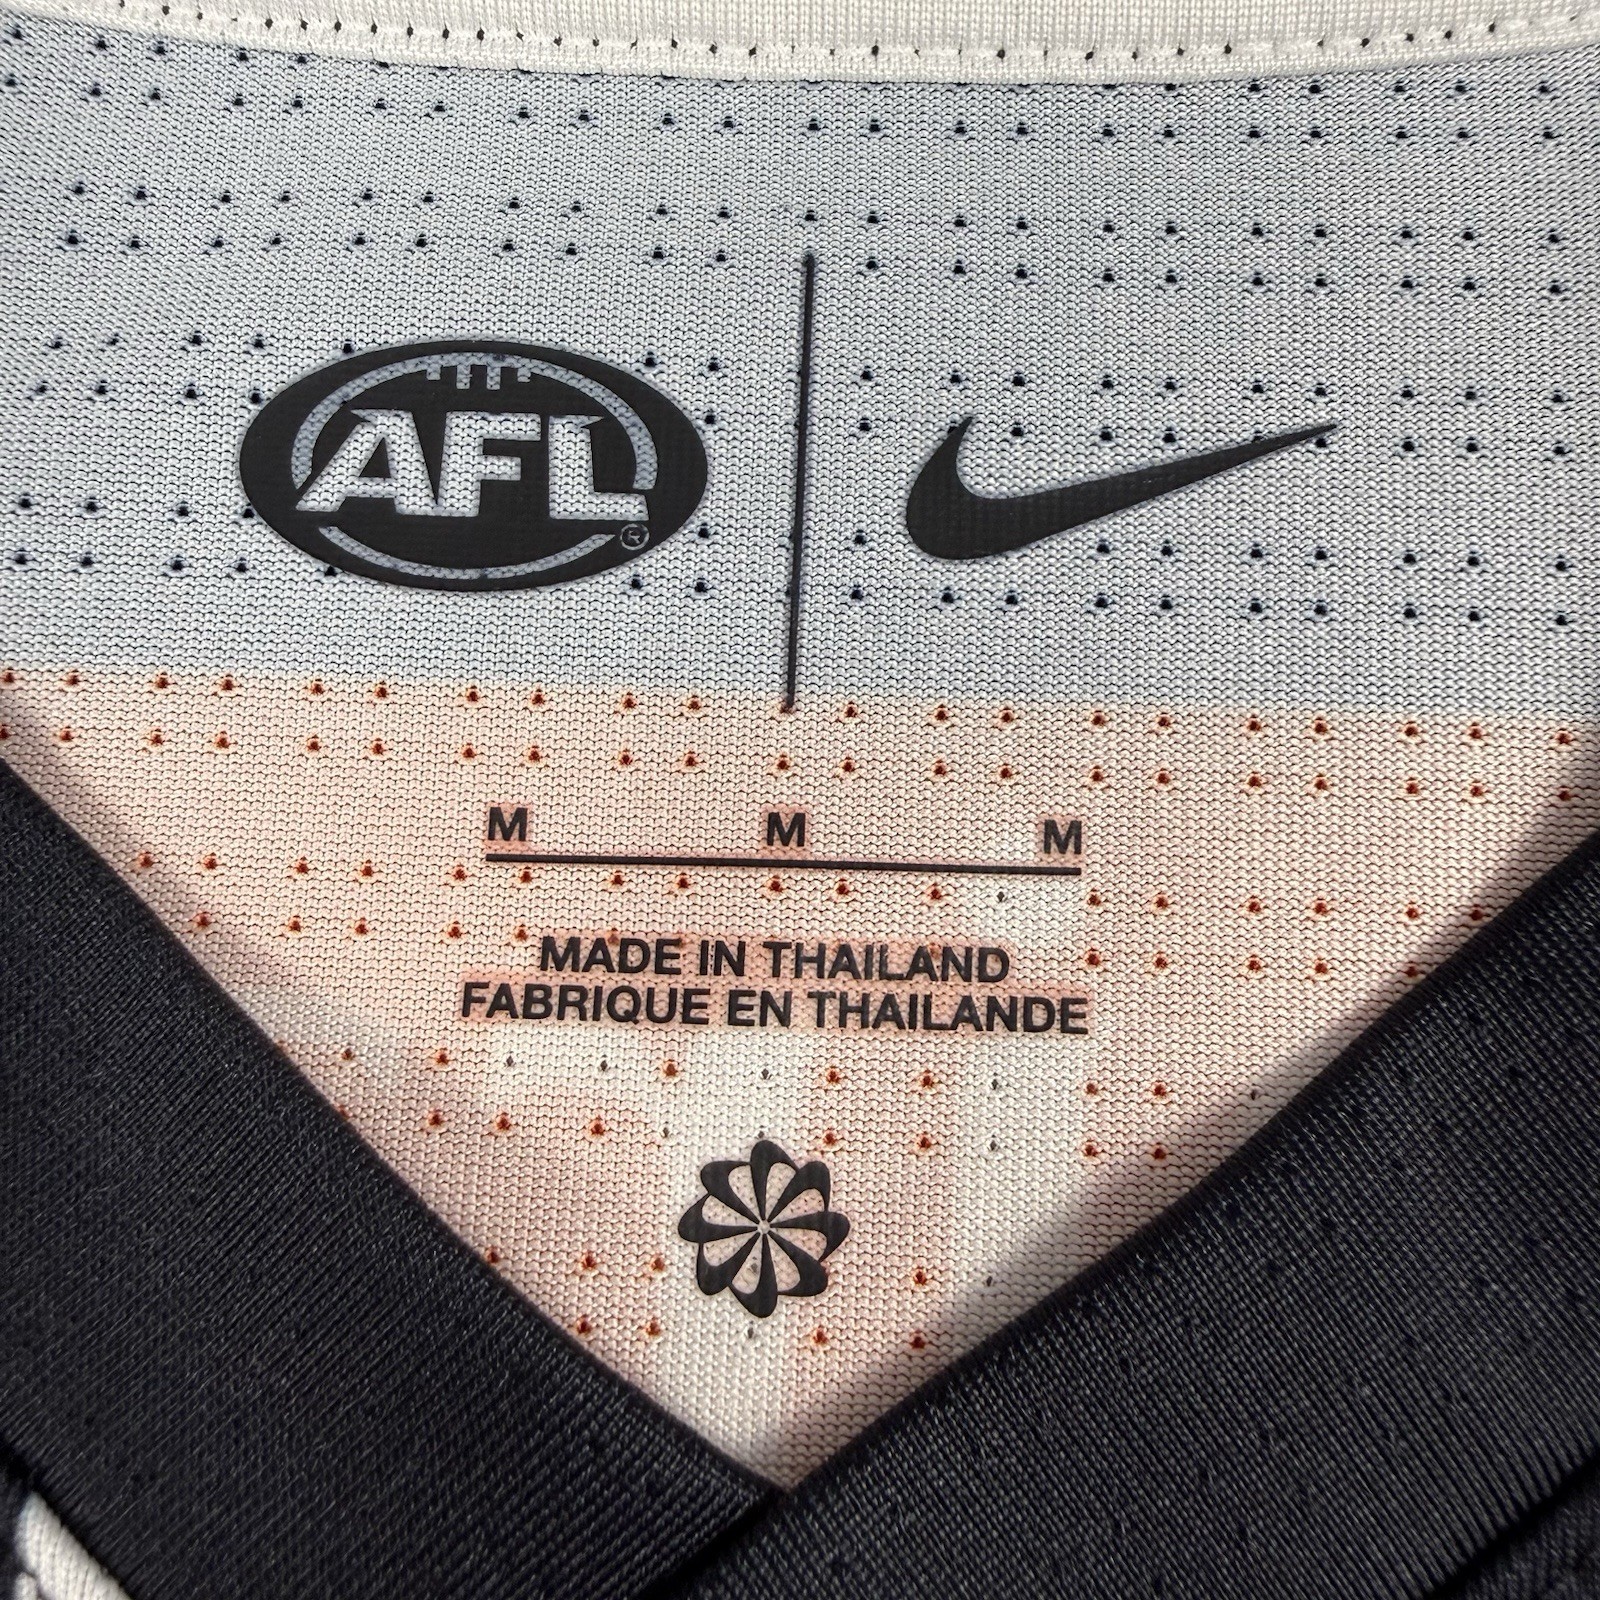 AFL
®
M M M
MADE IN THAILAND
FABRIQUE EN THAILANDE